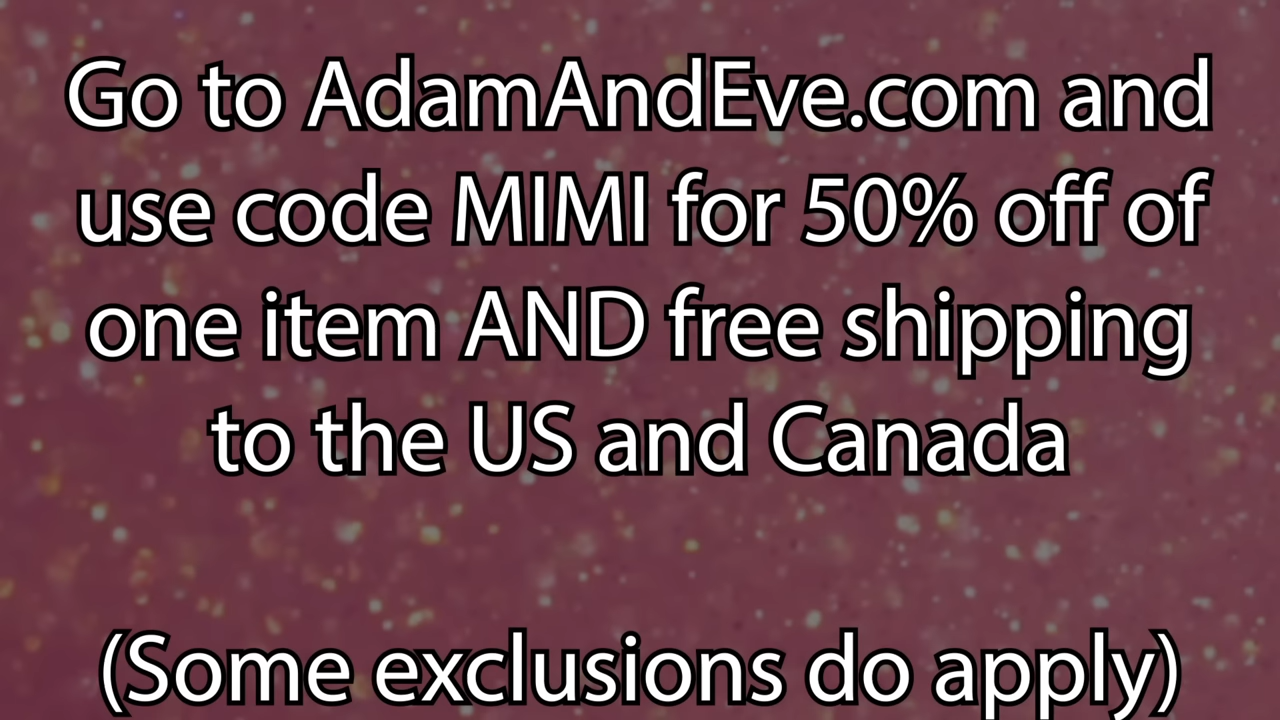 Go to AdamAndEve.com and
use code MIMI for 50% off of
one item AND free shipping
to the US and Canada
(Some exclusions do apply)